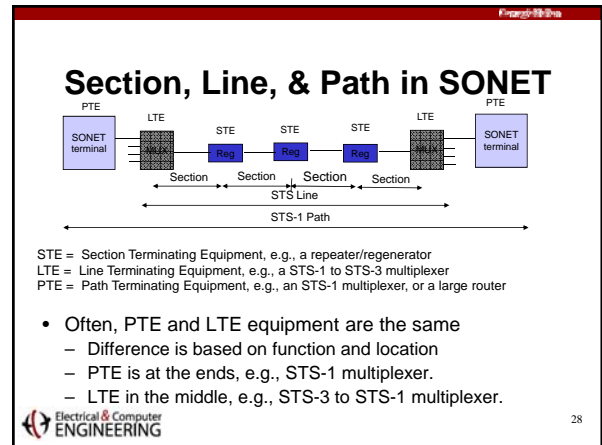 Carnegie Mellon
Section, Line, & Path in SONET
PTE
PTE
LTE
LTE
STE
STE
STE
SONET
terminal
MUX
Reg
Reg
Reg
MUX
SONET
terminal
Section
Section
Section
Section
STS Line
STS-1 Path
STE = Section Terminating Equipment, e.g., a repeater/regenerator
LTE = Line Terminating Equipment, e.g., a STS-1 to STS-3 multiplexer
PTE = Path Terminating Equipment, e.g., an STS-1 multiplexer, or a large router
• Often, PTE and LTE equipment are the same
– Difference is based on function and location
– PTE is at the ends, e.g., STS-1 multiplexer.
– LTE in the middle, e.g., STS-3 to STS-1 multiplexer.
Electrical & Computer
ENGINEERING
28